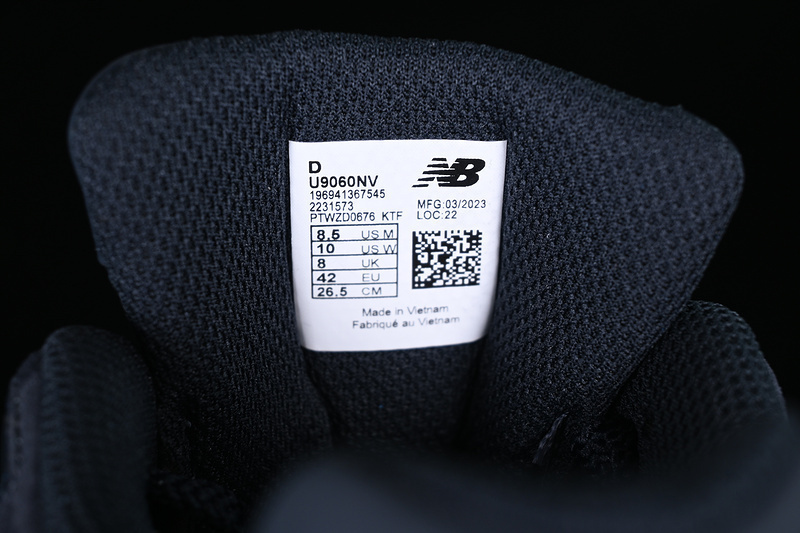 D
U9060NV
196941367545
2231573
PTWZD0676 KTF
NB
MFG:03/2023
LOC:22
8.5 US M
10 US W
8 UK
42 EU
26.5 CM
Made in Vietnam
Fabriqué au Vietnam